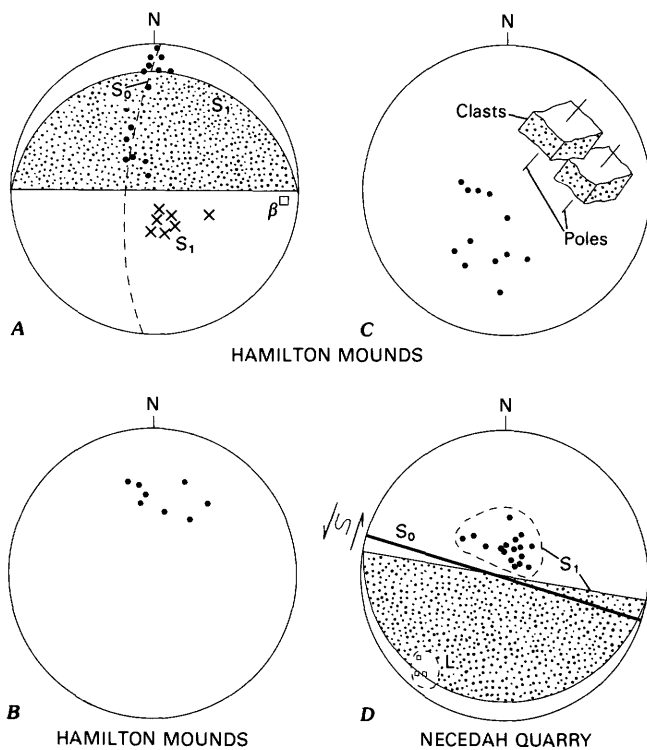 N
S₀
S₁
β
S₁
A
N
Clasts
Poles
C
HAMILTON MOUNDS
N
B
HAMILTON MOUNDS
N
S
S₀
S₁
L
D
NECEDAH QUARRY